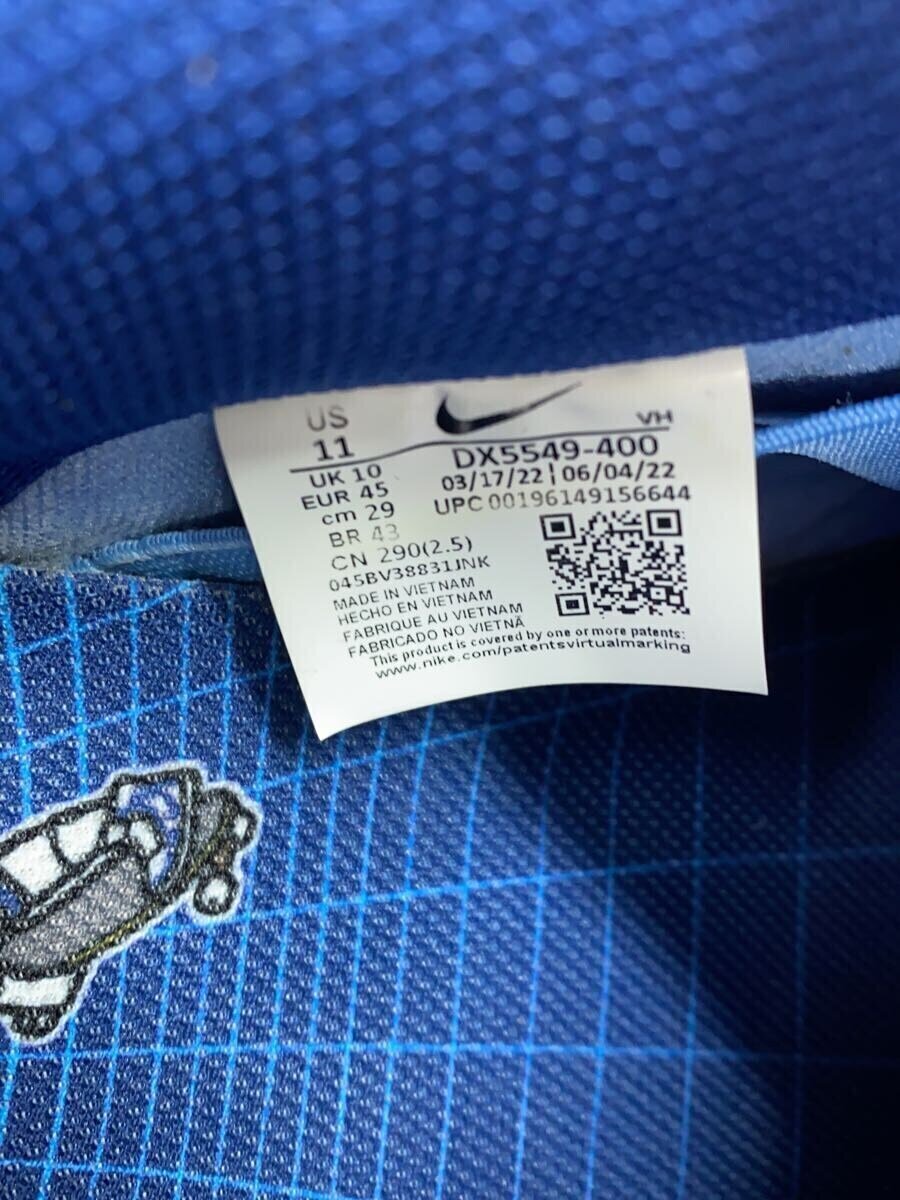 US
11
UK 10
EUR 45
cm 29
BR 43
CN 290(2.5)
045BV38831JNK
MADE IN VIETNAM
HECHO EN VIETNAM
FABRIQUE AU VIETNAM
FABRICADO NO VIETNÃ
VH
DX5549-400
03/17/22 | 06/04/22
UPC 00196149156644
This product is covered by one or more patents:
www.nike.com/patentsvirtualmarking